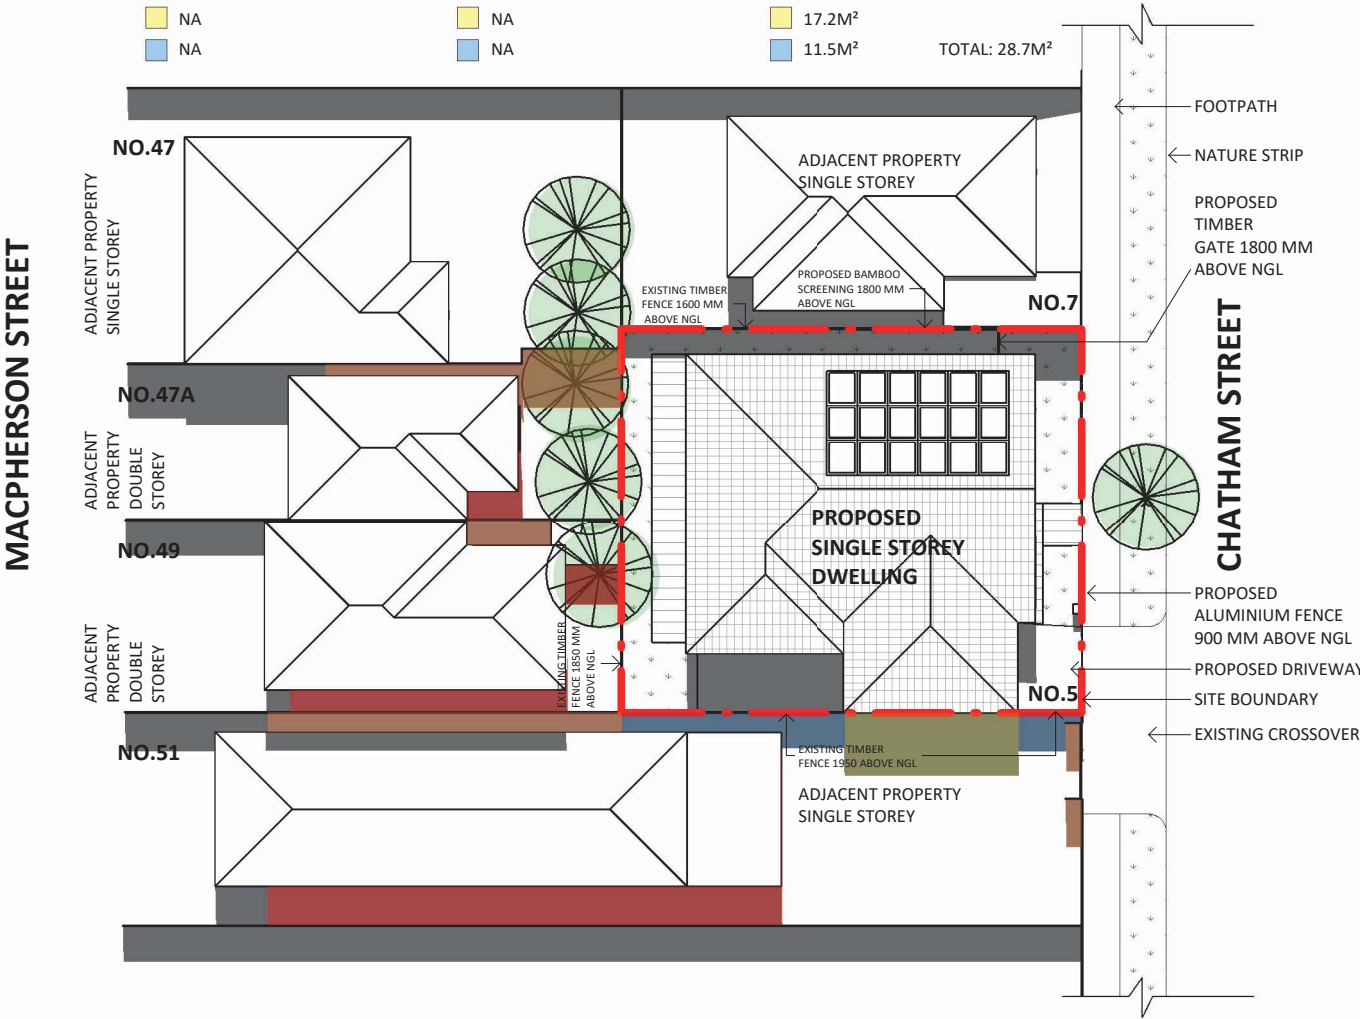 NA
NA
17.2M²
NA
NA
11.5M²
TOTAL: 28.7M²
FOOTPATH
NATURE STRIP
PROPOSED
TIMBER
GATE 1800 MM
ABOVE NGL
NO.47
ADJACENT PROPERTY
SINGLE STOREY
ADJACENT PROPERTY
SINGLE STOREY
MACPHERSON STREET
EXISTING TIMBER
FENCE 1600 MM
ABOVE NGL
PROPOSED BAMBOO
SCREENING 1800 MM
ABOVE NGL
NO.7
CHATHAM STREET
NO.47A
ADJACENT
PROPERTY
DOUBLE
STOREY
PROPOSED
SINGLE STOREY
DWELLING
NO.49
ADJACENT
PROPERTY
DOUBLE
STOREY
EXISTING TIMBER
FENCE 1850 MM
ABOVE NGL
PROPOSED
ALUMINIUM FENCE
900 MM ABOVE NGL
PROPOSED DRIVEWAY
NO.5
SITE BOUNDARY
EXISTING CROSSOVER
NO.51
EXISTING TIMBER
FENCE 1950 ABOVE NGL
ADJACENT PROPERTY
SINGLE STOREY